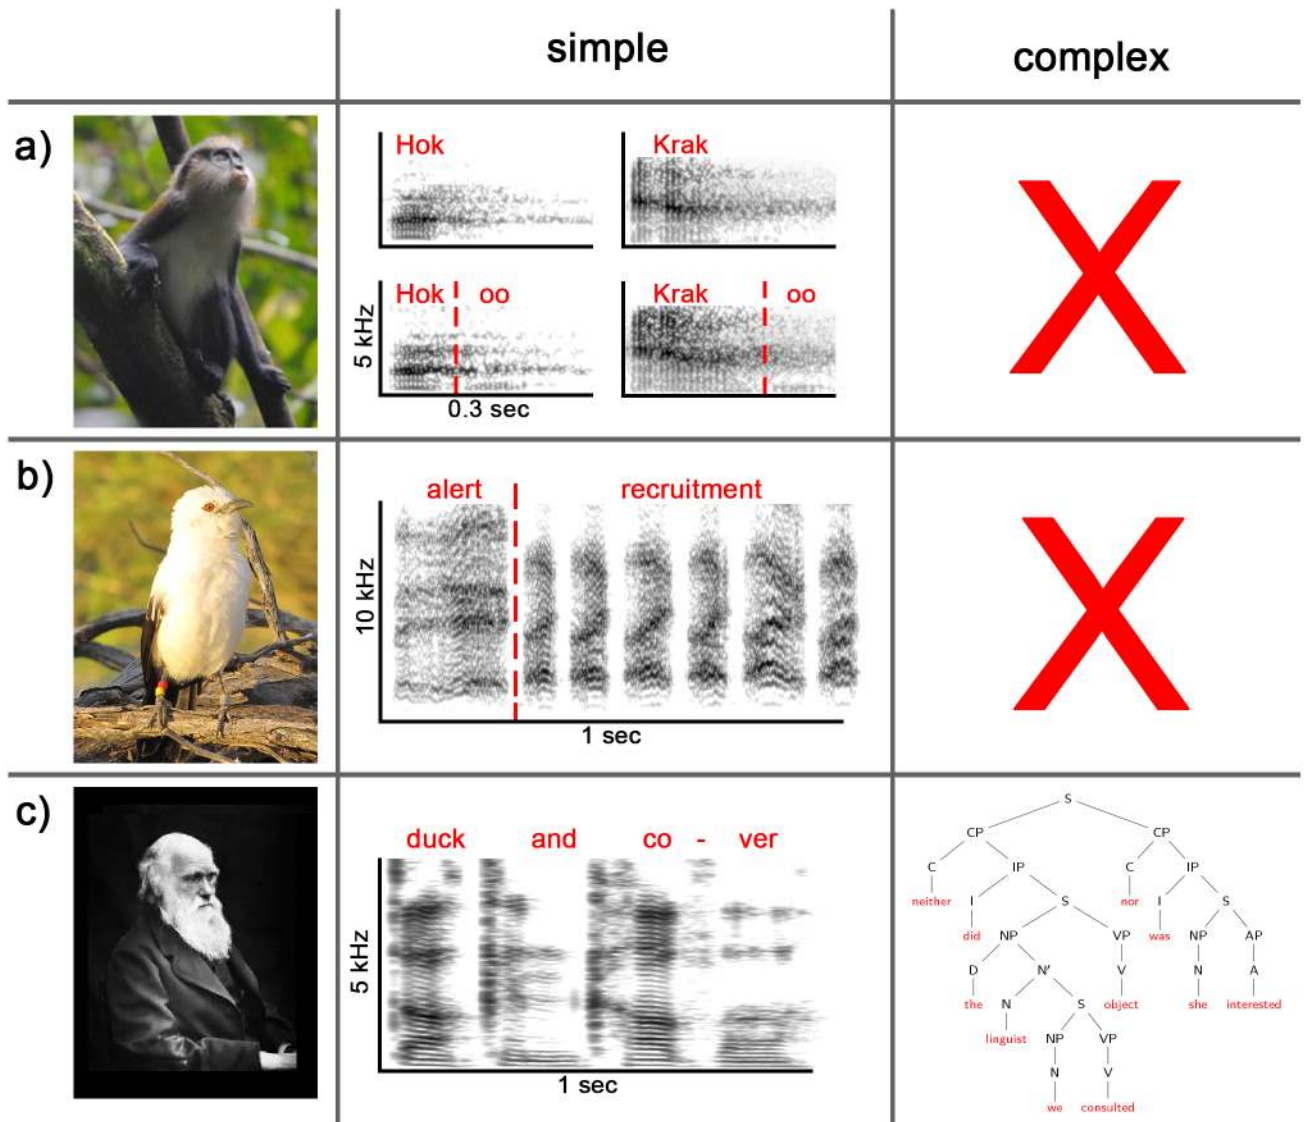 simple
complex
a)
Hok
Krak
Hok oo
Krak oo
5 kHz
0.3 sec
X
b)
alert recruitment
10 kHz
1 sec
X
c)
duck and co - ver
5 kHz
1 sec
S
CP CP
C IP C IP
neither I S nor I S
did NP VP was NP AP
D N' V N A
the N S object she interested
linguist NP VP
N V
we consulted